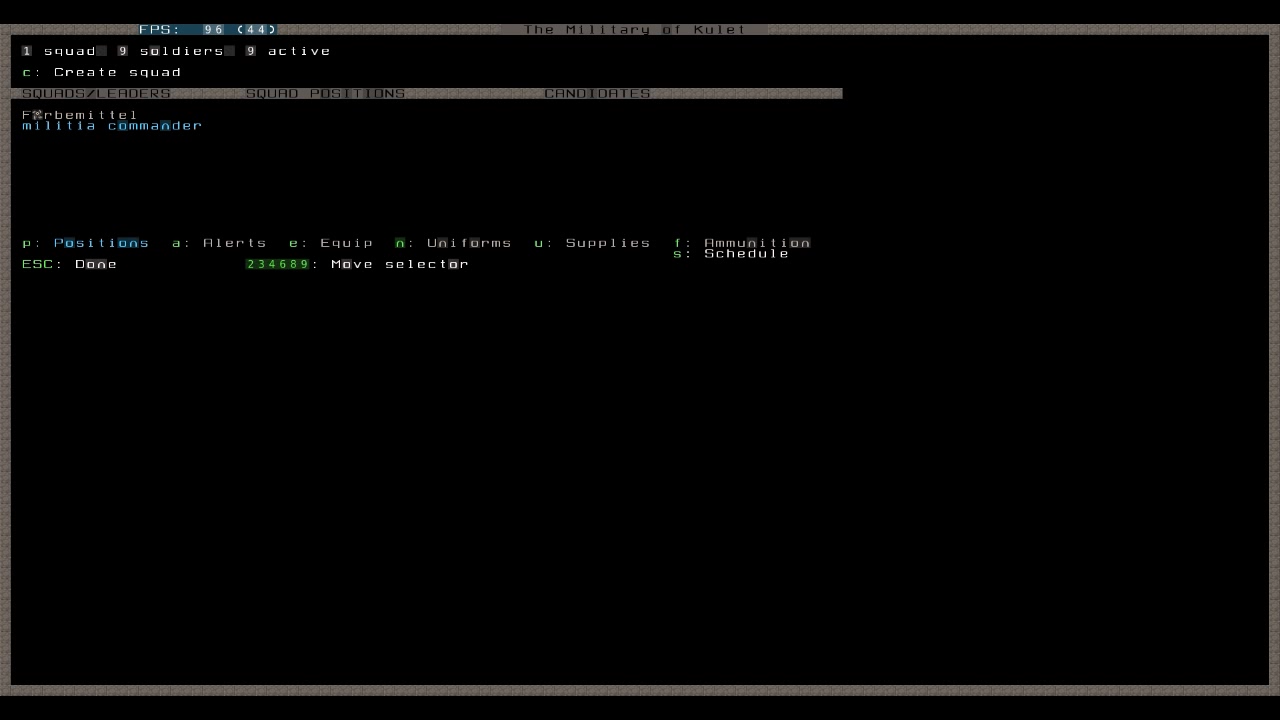 FPS: 96 (44) The Military of Kulet
1 squad 9 soldiers 9 active
c: Create squad
SQUADS/LEADERS SQUAD POSITIONS CANDIDATES
militia commander
p: Positions a: Alerts e: Equip n: Uniforms u: Supplies f: Ammunition
s: Schedule
ESC: Done 234689: Move selector